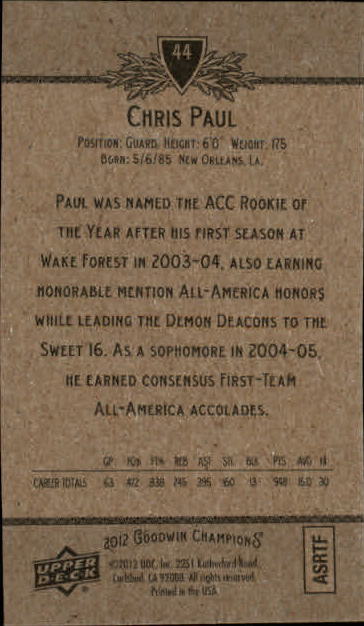 44
CHRIS PAUL
POSITION: GUARD HEIGHT: 6'0" WEIGHT: 175
BORN: 5/6/85 NEW ORLEANS, LA.
PAUL WAS NAMED THE ACC ROOKIE OF
THE YEAR AFTER HIS FIRST SEASON AT
WAKE FOREST IN 2003-04, ALSO EARNING
HONORABLE MENTION ALL-AMERICA HONORS
WHILE LEADING THE DEMON DEACONS TO THE
SWEET 16. AS A SOPHOMORE IN 2004-05,
HE EARNED CONSENSUS FIRST-TEAM
ALL-AMERICA ACCOLADES.
GP REB AST STL BLK PTS AVG HI
CAREER TOTALS 63 395 160 13 948 15.0 30
2012 GOODWIN CHAMPIONS
UPPER
DECK
©2012 UDC, Inc. 2251 Rutherford Road
Carlsbad, CA 92008. All rights reserved.
Printed in the USA
ASRTF